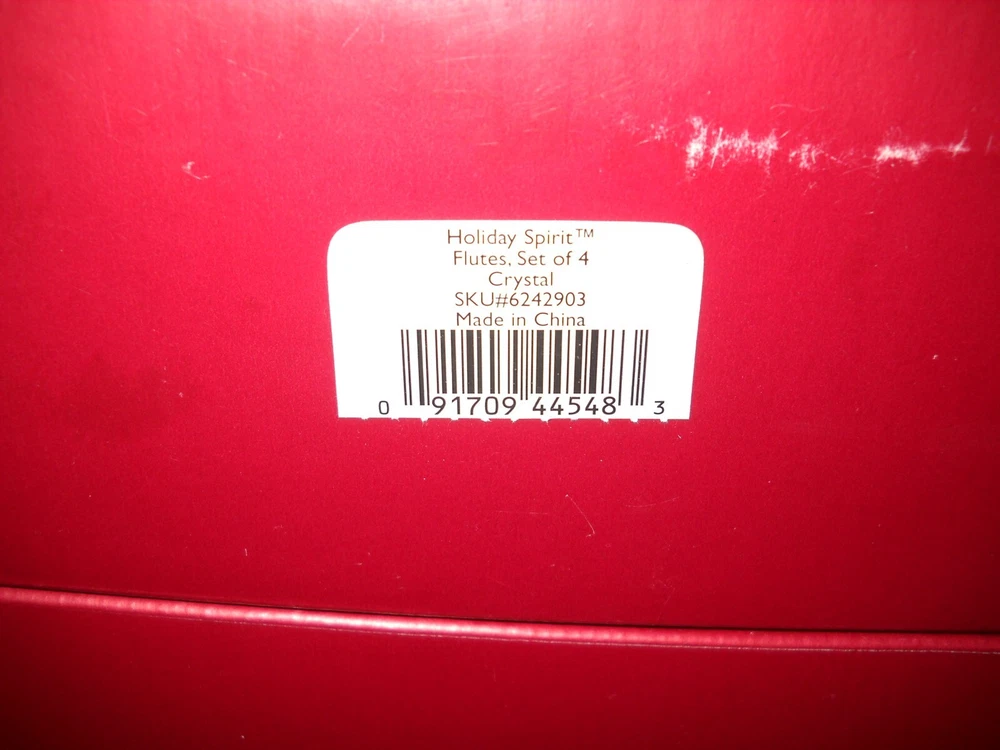 Holiday Spirit™
Flutes, Set of 4
Crystal
SKU#6242903
Made in China
0 91709 44548 3